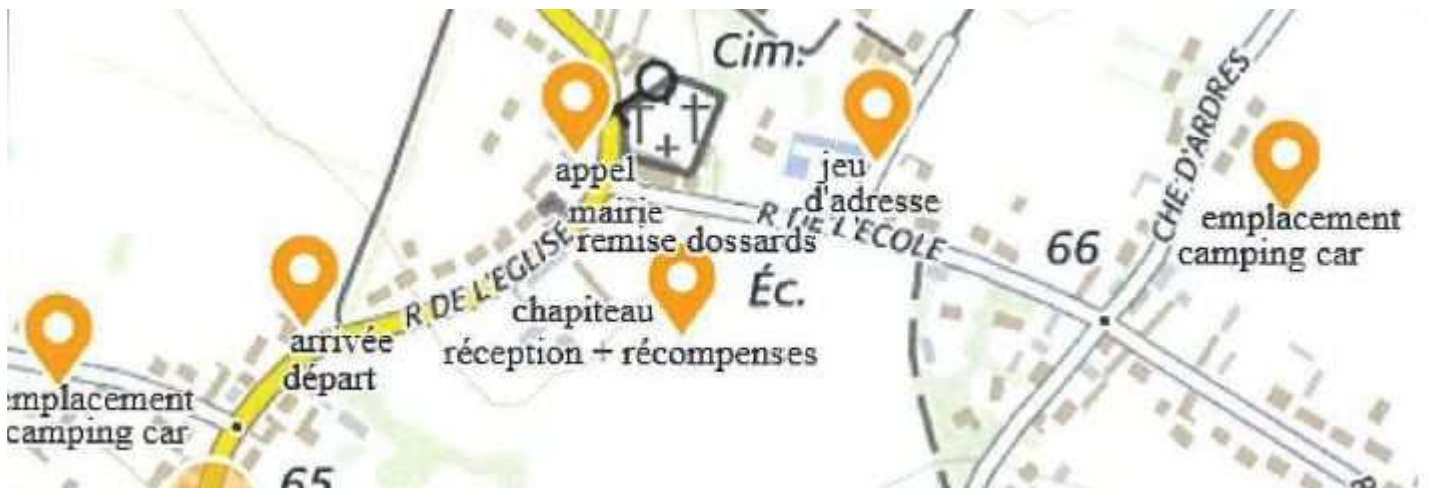 Cim.
CHE D'ARDRES
appel
jeu
d'adresse
mairie
remise dossards
R DE L'ECOLE
emplacement
camping car
66
R DE L'EGLISE
Éc.
chapiteau
réception + récompenses
arrivée
départ
emplacement
camping car
65